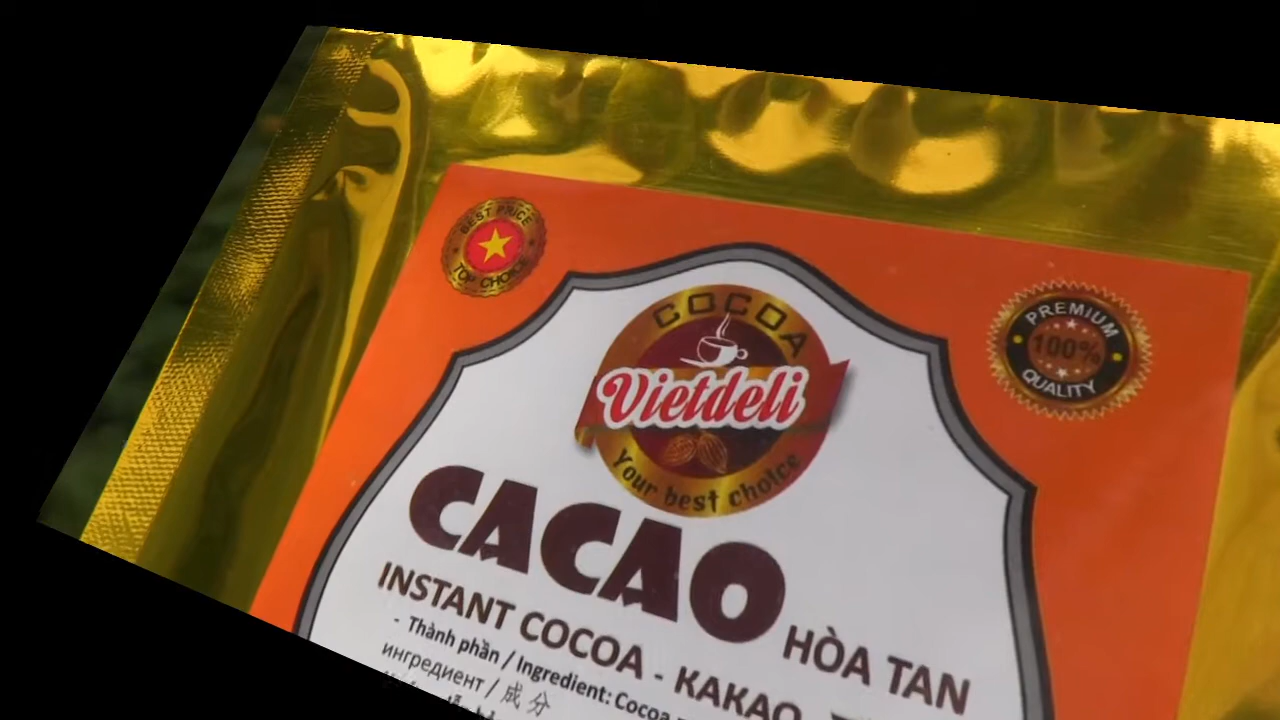 BEST PRICE
TOP CHOICE
PREMIUM
100%
QUALITY
COCOA
Vietdeli
Your best choice
CACAO HÒA TAN
INSTANT COCOA - KAKAO
- Thành phần / Ingredient: Cocoa
ингредиент / 成分